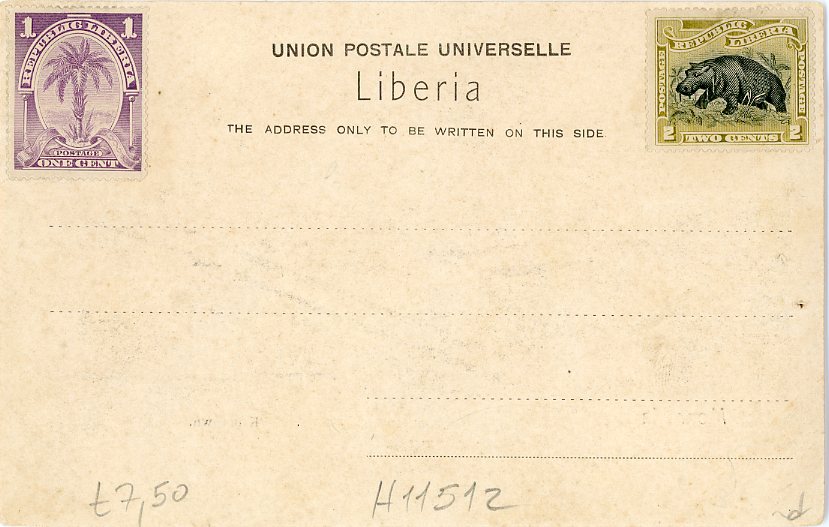 1 1
REPUBLIC LIBERIA
POSTAGE
ONE CENT
UNION POSTALE UNIVERSELLE
Liberia
THE ADDRESS ONLY TO BE WRITTEN ON THIS SIDE
REPUBLIC LIBERIA
POSTAGE POSTAGE
2 TWO CENTS 2
£7,50 H11512